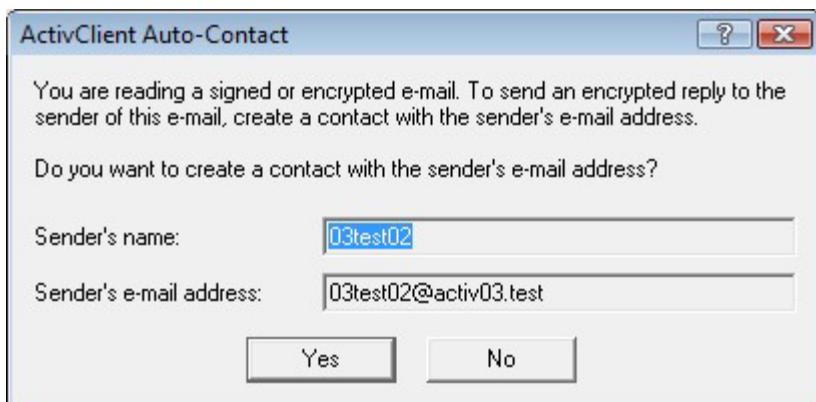 ActivClient Auto-Contact
You are reading a signed or encrypted e-mail. To send an encrypted reply to the
sender of this e-mail, create a contact with the sender's e-mail address.
Do you want to create a contact with the sender's e-mail address?
Sender's name: 03test02
Sender's e-mail address: 03test02@activ03.test
Yes No